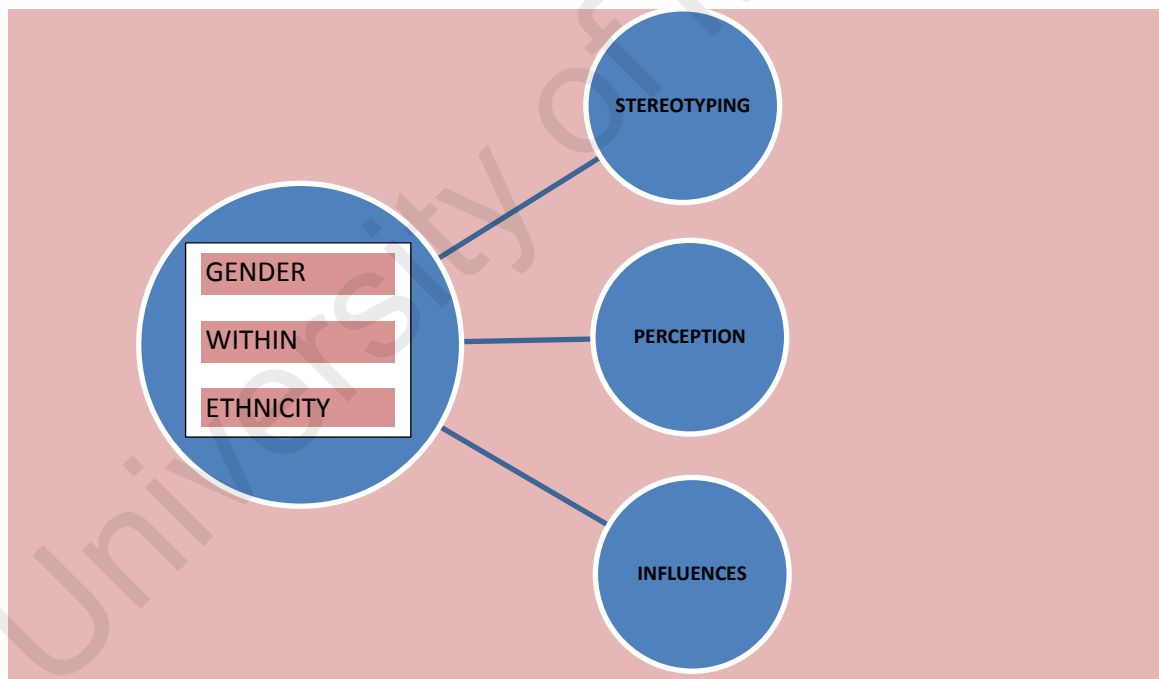 GENDER
WITHIN
ETHNICITY
STEREOTYPING
PERCEPTION
INFLUENCES
University of